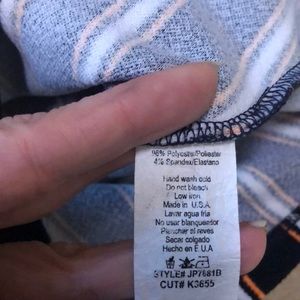 96% Polyester/Poliester
4% Spandex/Elastano
Hand wash cold
Do not bleach
Low iron
Made in U.S.A
Lavar agua fria
No usar blanqueador
Planchar al reves
Secar colgado
Hecho en E.U.A
STYLE# JP7681B
CUT# K3655